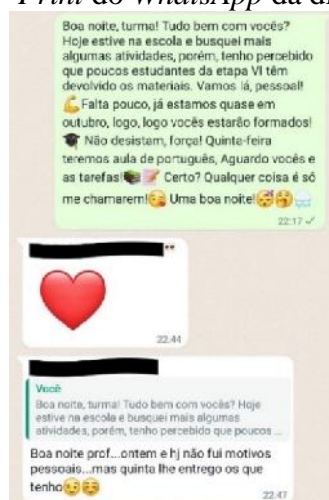 Print do WhatsApp da di
Boa noite, turma! Tudo bem com vocês?
Hoje estive na escola e busquei mais
algumas atividades, porém, tenho percebido
que poucos estudantes da etapa VI têm
devolvido os materiais. Vamos lá, pessoal!
💪Falta pouco, já estamos quase em
outubro, logo, logo vocês estarão formados!
🎓 Não desistam, força! Quinta-feira
teremos aula de português, Aguardo vocês e
as tarefas!📚📝 Certo? Qualquer coisa é só
me chamarem!😘 Uma boa noite!
22:17
❤️
22:44
Você
Boa noite, turma! Tudo bem com vocês? Hoje
estive na escola e busquei mais algumas
atividades, porém, tenho percebido que poucos ...
Boa noite prof...ontem e hj não fui motivos
pessoais...mas quinta lhe entrego os que
tenho
22:47